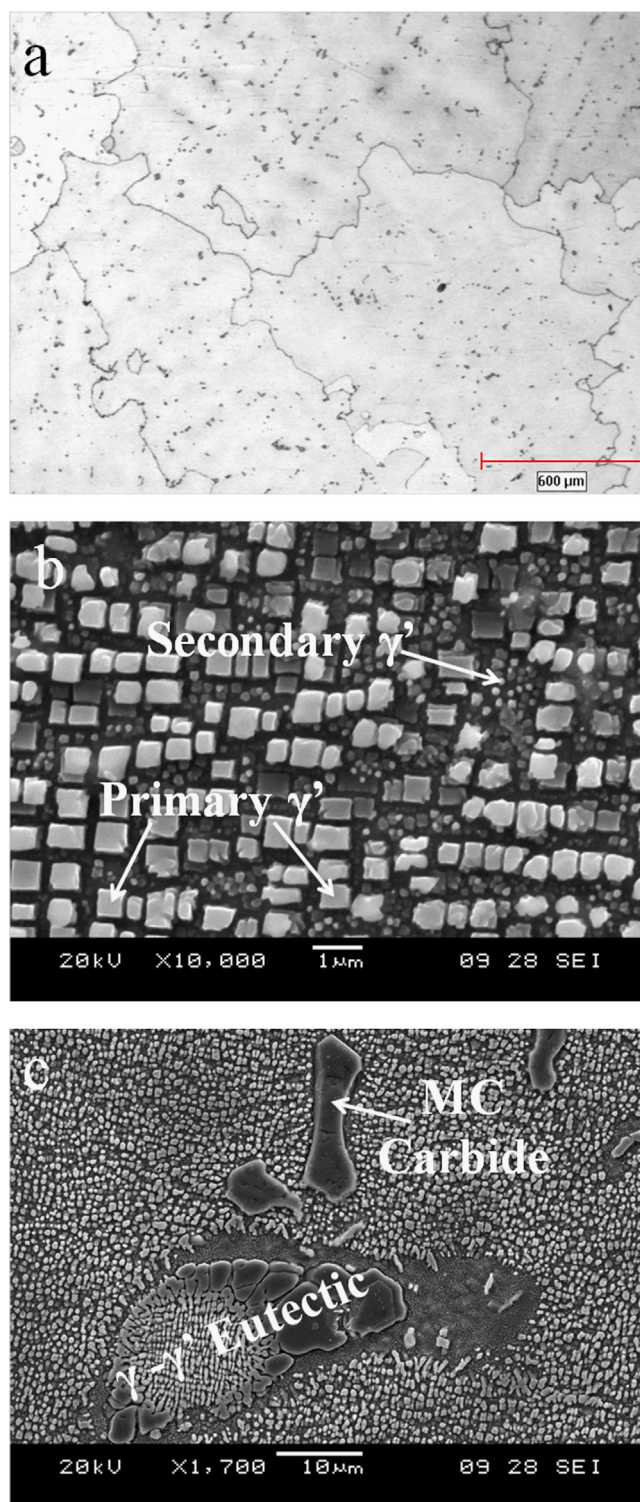 a
600 µm
b
Secondary γ’
Primary γ’
20kV X10,000 1µm 09 28 SEI
c
MC
Carbide
γ -γ’ Eutectic
20kV X1,700 10µm 09 28 SEI